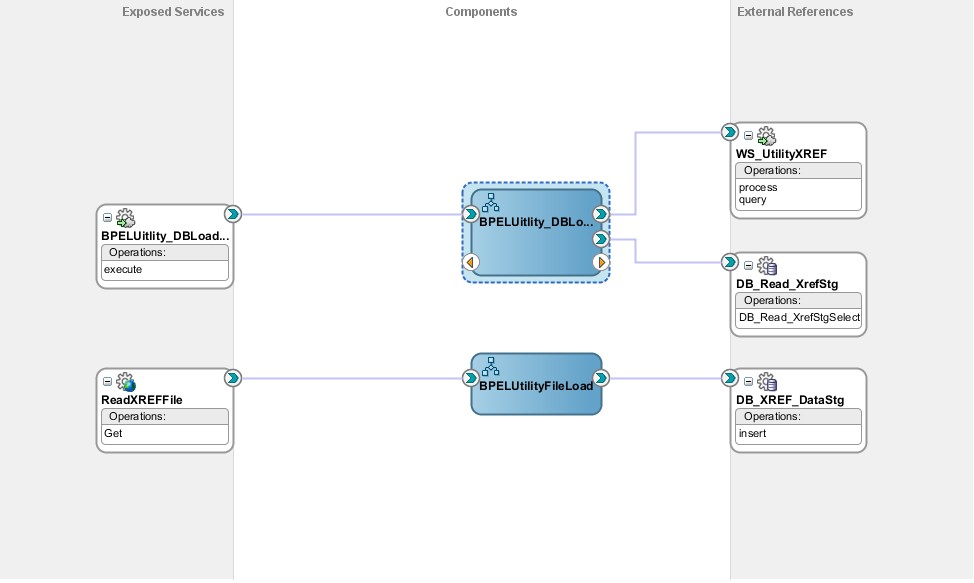 Exposed Services
Components
External References
WS_UtilityXREF
Operations:
process
query
BPELUitlity_DBLoad...
Operations:
execute
BPELUitlity_DBLo...
DB_Read_XrefStg
Operations:
DB_Read_XrefStgSelect
ReadXREFFile
Operations:
Get
BPELUtilityFileLoad
DB_XREF_DataStg
Operations:
insert